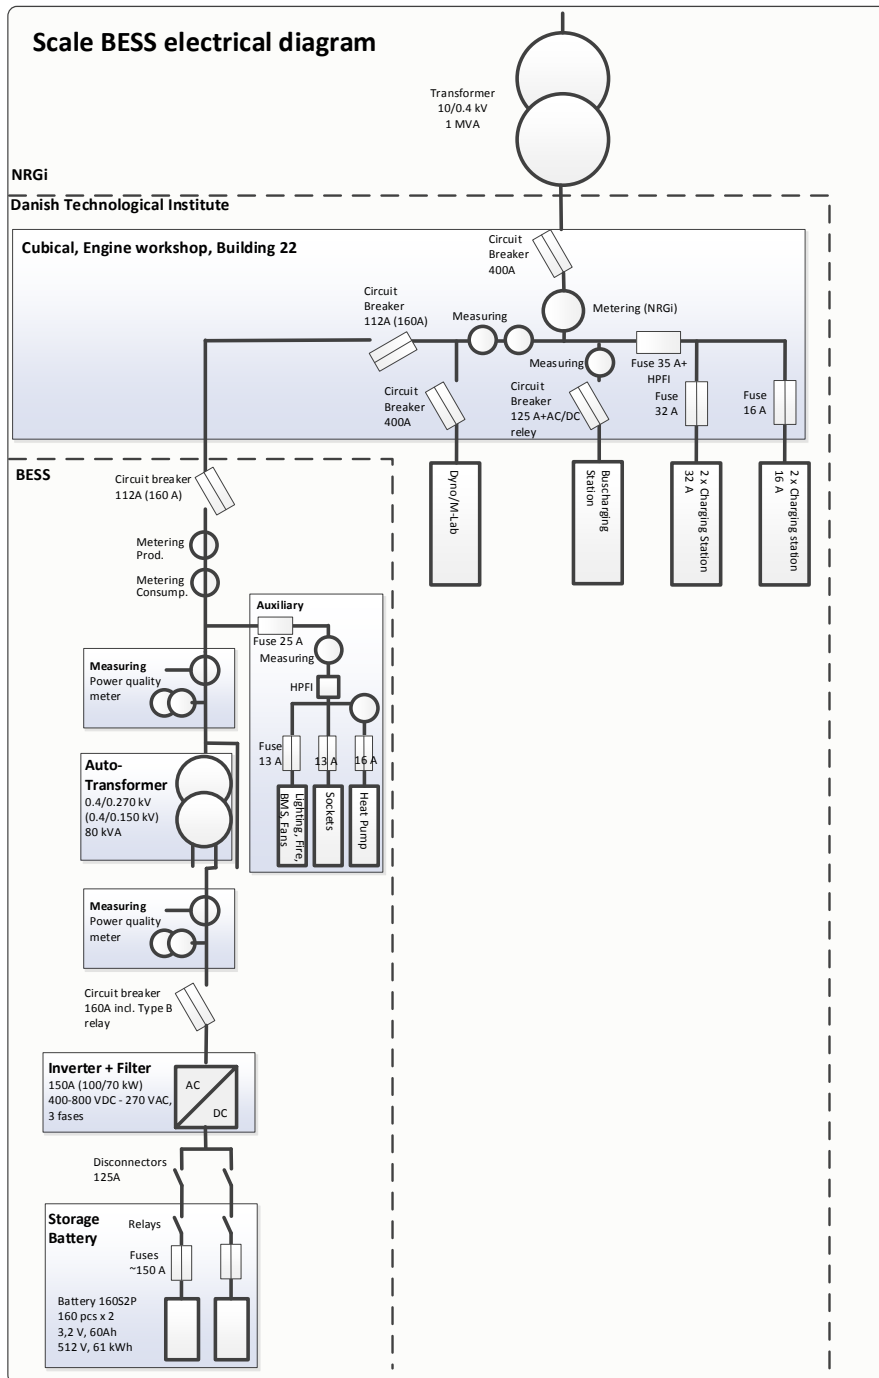 Scale BESS electrical diagram
Transformer
10/0.4 kV
1 MVA
NRGi
Danish Technological Institute
Cubical, Engine workshop, Building 22
Circuit
Breaker
400A
Circuit
Breaker
112A (160A)
Measuring
Metering (NRGi)
Measuring
Fuse 35 A+
HPFI
Circuit
Breaker
400A
Circuit
Breaker
125 A+AC/DC
reley
Fuse
32 A
Fuse
16 A
Dyno/M-Lab
Buscharging
Station
2 x Charging Station
32 A
2 x Charging station
16 A
BESS
Circuit breaker
112A (160 A)
Metering
Prod.
Metering
Consump.
Auxiliary
Fuse 25 A
Measuring
HPFI
Fuse
13 A
13 A
16 A
Lighting, Fire,
BMS, Fans
Sockets
Heat Pump
Measuring
Power quality
meter
Auto-
Transformer
0.4/0.270 kV
(0.4/0.150 kV)
80 kVA
Measuring
Power quality
meter
Circuit breaker
160A incl. Type B
relay
Inverter + Filter
150A (100/70 kW)
400-800 VDC - 270 VAC,
3 fases
AC
DC
Disconnectors
125A
Storage
Battery
Relays
Fuses
~150 A
Battery 160S2P
160 pcs x 2
3,2 V, 60Ah
512 V, 61 kWh